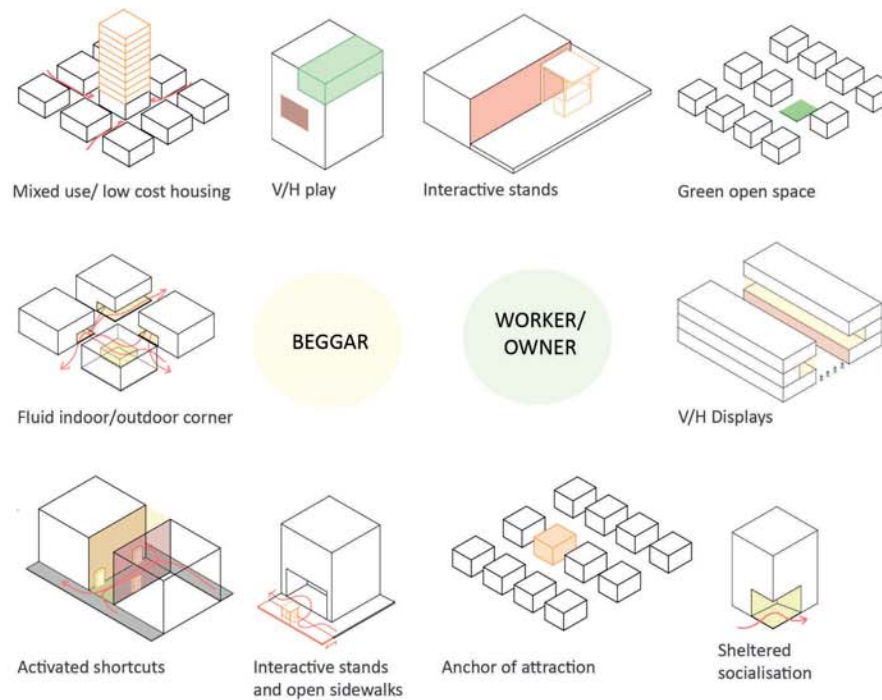 Mixed use/ low cost housing
V/H play
Interactive stands
Green open space
BEGGAR
WORKER/
OWNER
Fluid indoor/outdoor corner
V/H Displays
Activated shortcuts
Interactive stands
and open sidewalks
Anchor of attraction
Sheltered
socialisation